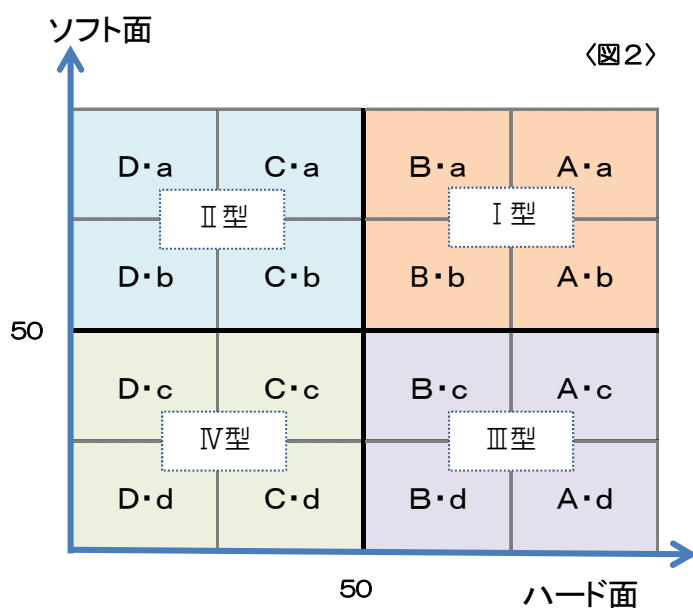 ソフト面
〈図2〉
D・a C・a B・a A・a
Ⅱ型 Ⅰ型
D・b C・b B・b A・b
50
D・c C・c B・c A・c
Ⅳ型 Ⅲ型
D・d C・d B・d A・d
50
ハード面